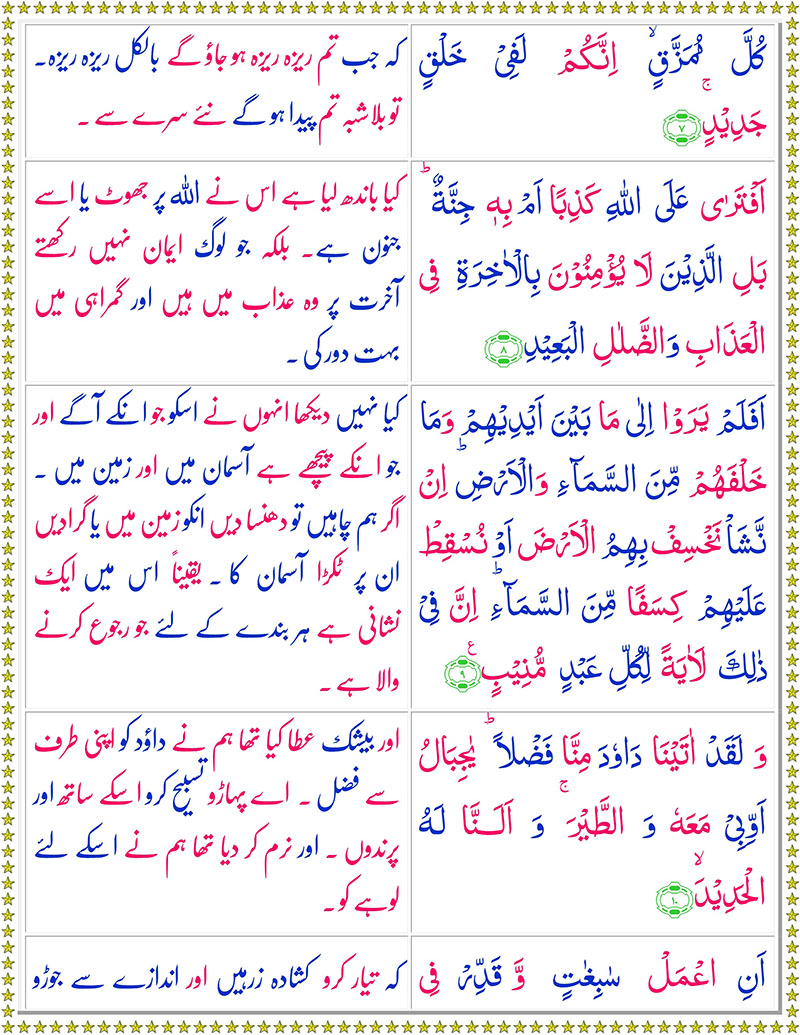 كُلَّ مُمَزَّقٍۙ اِنَّكُمْ لَفِىْ خَلْقٍ
جَدِيْدٍۚ ۷
کہ جب تم ریزہ ریزہ ہو جاؤ گے بالکل ریزہ ریزہ۔
تو بلاشبہ تم پیدا ہو گے نئے سرے سے ۔
اَفْتَرٰى عَلَى اللّٰهِ كَذِبًا اَمْ بِهٖ جِنَّةٌ ؕ
بَلِ الَّذِيْنَ لَا يُؤْمِنُوْنَ بِالْاٰخِرَةِ فِى
الْعَذَابِ وَالضَّلٰلِ الْبَعِيْدِ ۸
کیا باندھ لیا ہے اس نے اللہ پر جھوٹ یا اسے
جنون ہے۔ بلکہ جو لوگ ایمان نہیں رکھتے
آخرت پر وہ عذاب میں ہیں اور گمراہی میں
بہت دور کی ۔
اَفَلَمْ يَرَوْا اِلٰى مَا بَيْنَ اَيْدِيْهِمْ وَمَا
خَلْفَهُمْ مِّنَ السَّمَآءِ وَالْاَرْضِؕ اِنْ
نَّشَاْ نَخْسِفْ بِهِمُ الْاَرْضَ اَوْ نُسْقِطْ
عَلَيْهِمْ كِسَفًا مِّنَ السَّمَآءِؕ اِنَّ فِىْ
ذٰلِكَ لَاٰيَةً لِّكُلِّ عَبْدٍ مُّنِيْبٍ ۹ ع
کیا نہیں دیکھا انہوں نے اسکو جو انکے آگے اور
جو انکے پیچھے ہے آسمان میں اور زمین میں ۔
اگر ہم چاہیں تو دھنسا دیں انکو زمین میں یا گرا دیں
ان پر ٹکڑا آسمان کا ۔ یقیناً اس میں ایک
نشانی ہے ہر بندے کے لئے جو رجوع کرنے
والا ہے ۔
وَ لَقَدْ اٰتَيْنَا دَاوٗدَ مِنَّا فَضْلًا ؕ يٰجِبَالُ
اَوِّبِىْ مَعَهٗ وَ الطَّيْرَ ۚ وَ اَلَــنَّا لَهُ
الْحَدِيْدَ ۙ ۱۰
اور بیشک عطا کیا تھا ہم نے داؤد کو اپنی طرف
سے فضل ۔ اے پہاڑو تسبیح کرو اسکے ساتھ اور
پرندوں ۔ اور نرم کر دیا تھا ہم نے اسکے لئے
لوہے کو۔
اَنِ اعْمَلْ سٰبِغٰتٍ وَّ قَدِّرْ فِى
کہ تیار کرو کشادہ زرہیں اور اندازے سے جوڑو